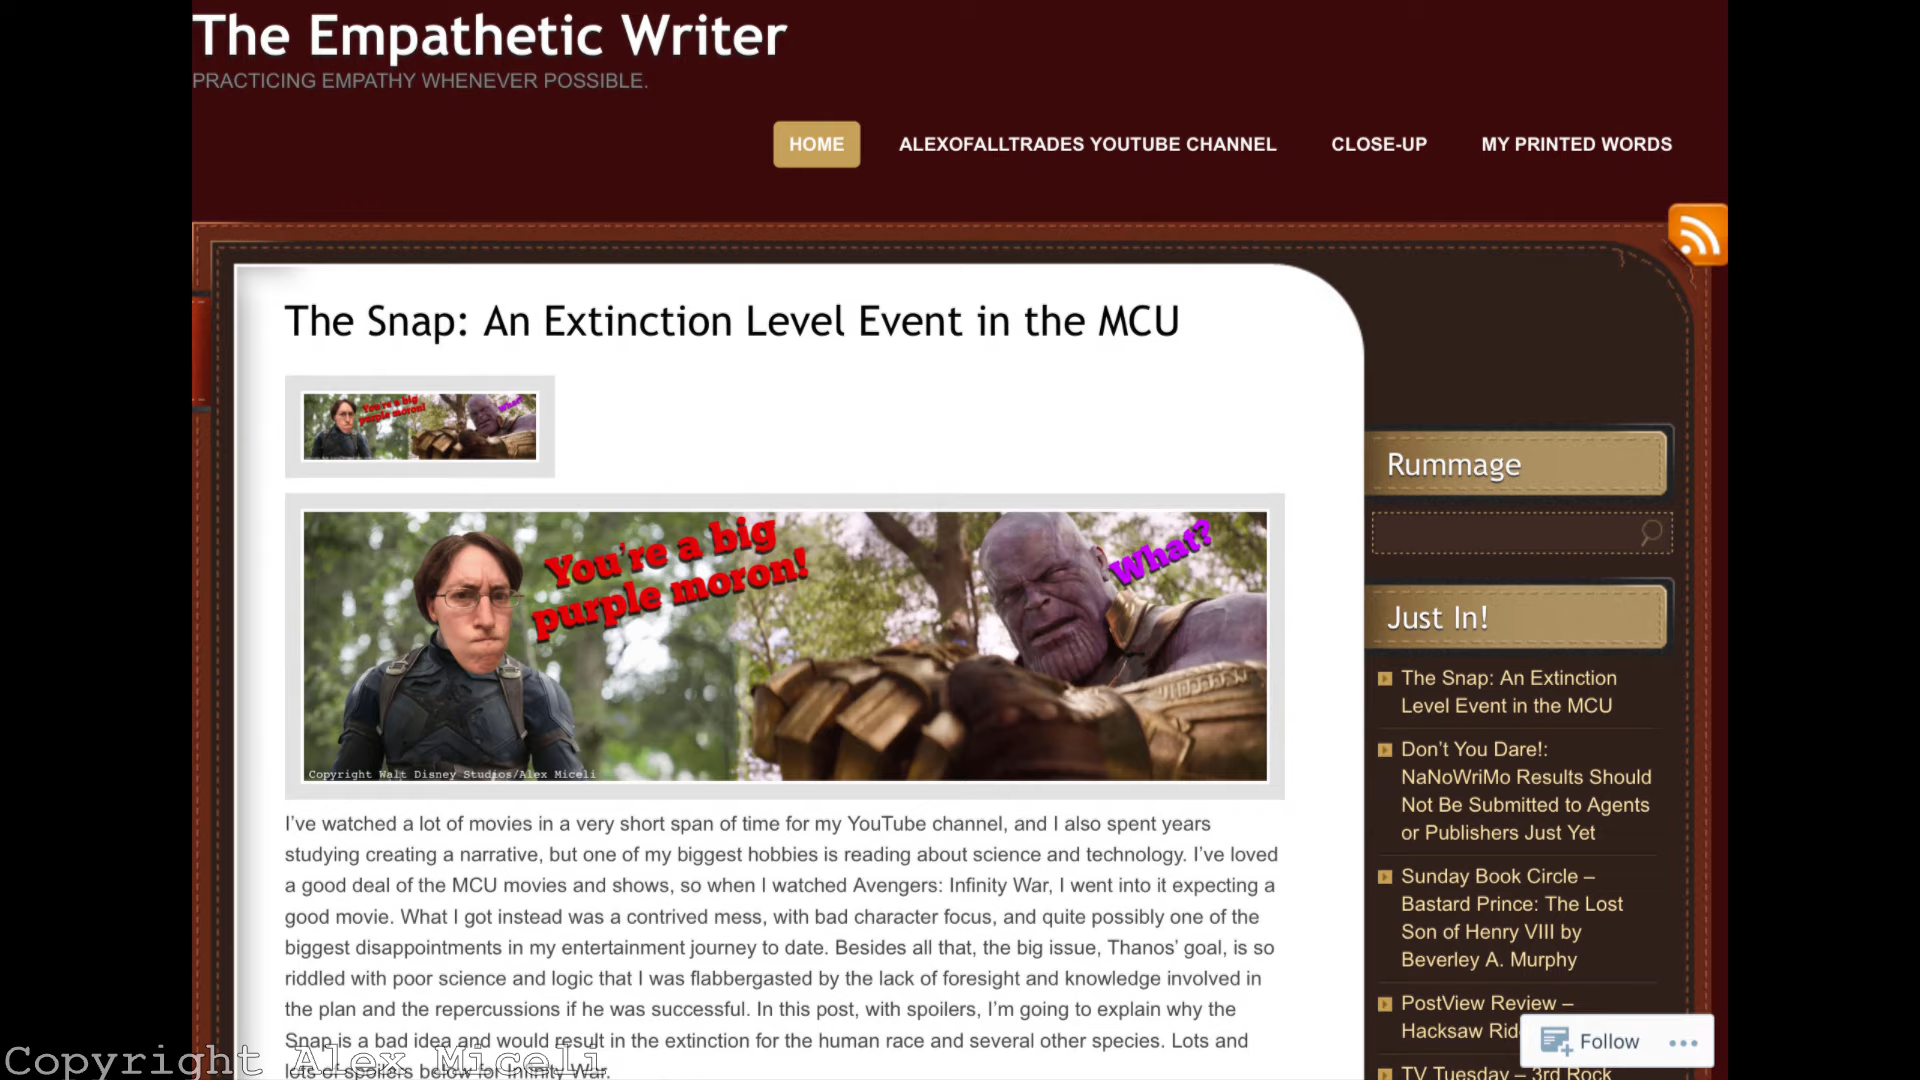 The Empathetic Writer
PRACTICING EMPATHY WHENEVER POSSIBLE.
HOME ALEXOFALLTRADES YOUTUBE CHANNEL CLOSE-UP MY PRINTED WORDS
The Snap: An Extinction Level Event in the MCU
You're a big
purple moron!
What?
You're a big
purple moron!
What?
Copyright Walt Disney Studios/Alex Miceli
I've watched a lot of movies in a very short span of time for my YouTube channel, and I also spent years
studying creating a narrative, but one of my biggest hobbies is reading about science and technology. I've loved
a good deal of the MCU movies and shows, so when I watched Avengers: Infinity War, I went into it expecting a
good movie. What I got instead was a contrived mess, with bad character focus, and quite possibly one of the
biggest disappointments in my entertainment journey to date. Besides all that, the big issue, Thanos' goal, is so
riddled with poor science and logic that I was flabbergasted by the lack of foresight and knowledge involved in
the plan and the repercussions if he was successful. In this post, with spoilers, I'm going to explain why the
Snap is a bad idea and would result in the extinction for the human race and several other species. Lots and
lots of spoilers below for Infinity War.
Rummage
Just In!
The Snap: An Extinction
Level Event in the MCU
Don't You Dare!:
NaNoWriMo Results Should
Not Be Submitted to Agents
or Publishers Just Yet
Sunday Book Circle –
Bastard Prince: The Lost
Son of Henry VIII by
Beverley A. Murphy
PostView Review –
Hacksaw Rid
TV Tuesday – 3rd Rock
Follow
Copyright Alex Miceli